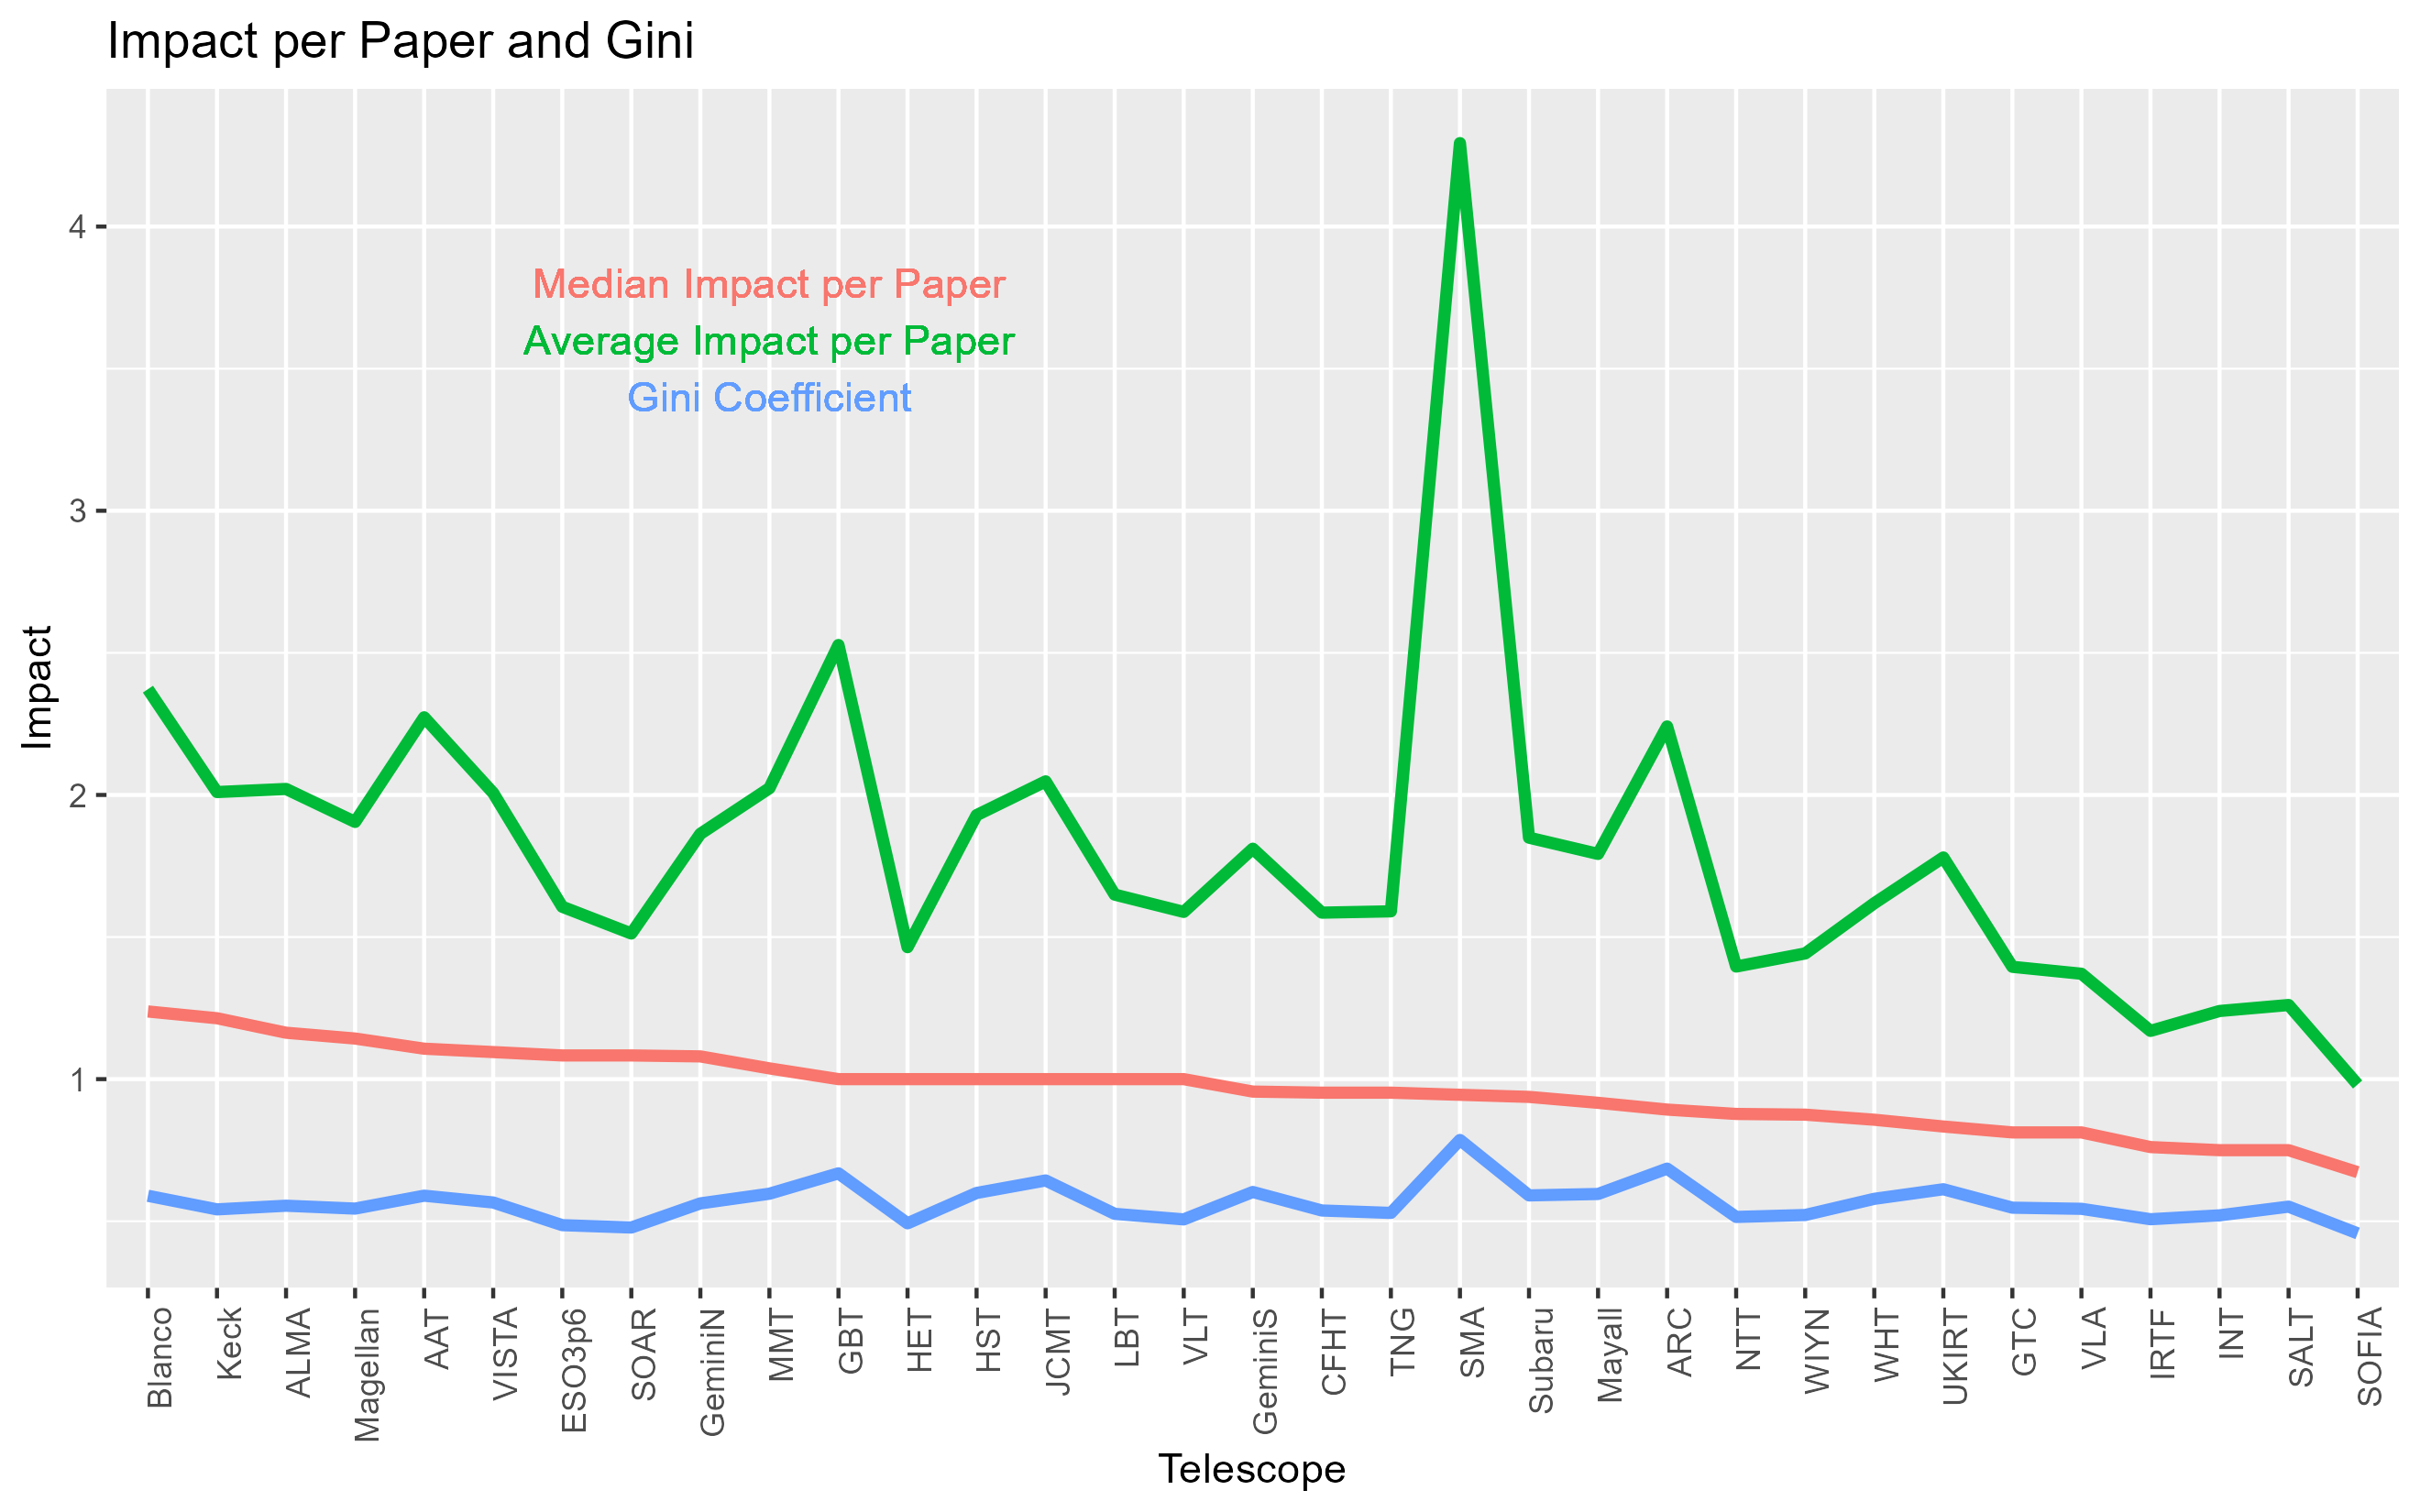 Impact per Paper and Gini
4
3
2
1
Impact
Median Impact per Paper
Average Impact per Paper
Gini Coefficient
Blanco
Keck
ALMA
Magellan
AAT
VISTA
ESO3p6
SOAR
GeminiN
MMT
GBT
HET
HST
JCMT
LBT
VLT
GeminiS
CFHT
TNG
SMA
Subaru
Mayall
ARC
NTT
WIYN
WHT
UKIRT
GTC
VLA
IRTF
INT
SALT
SOFIA
Telescope